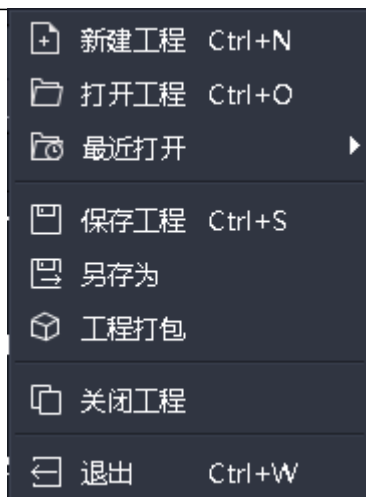 新建工程 Ctrl+N
打开工程 Ctrl+O
最近打开
保存工程 Ctrl+S
另存为
工程打包
关闭工程
退出 Ctrl+W